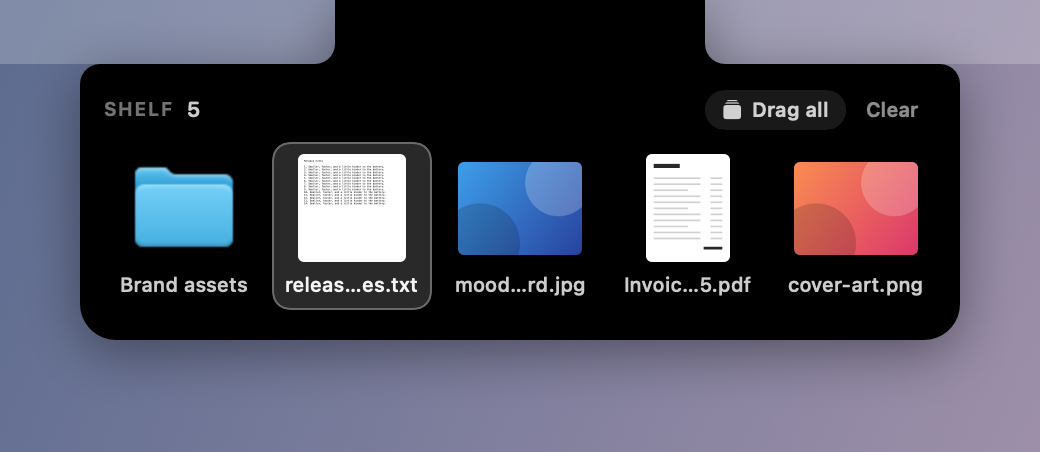 SHELF 5
Drag all
Clear
Brand assets
releas...es.txt
mood...rd.jpg
Invoic...5.pdf
cover-art.png